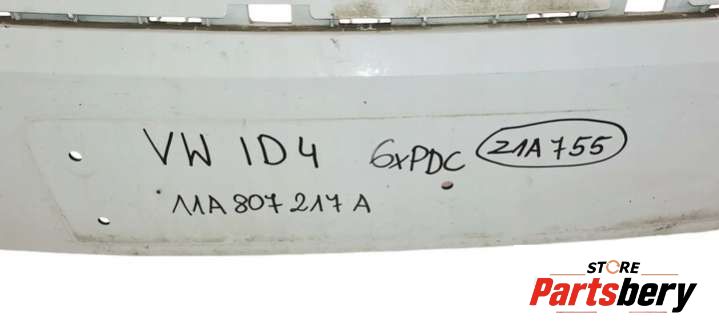 VW ID4 6xPDC 21A755
11A 807 217 A
STORE
Partsbery